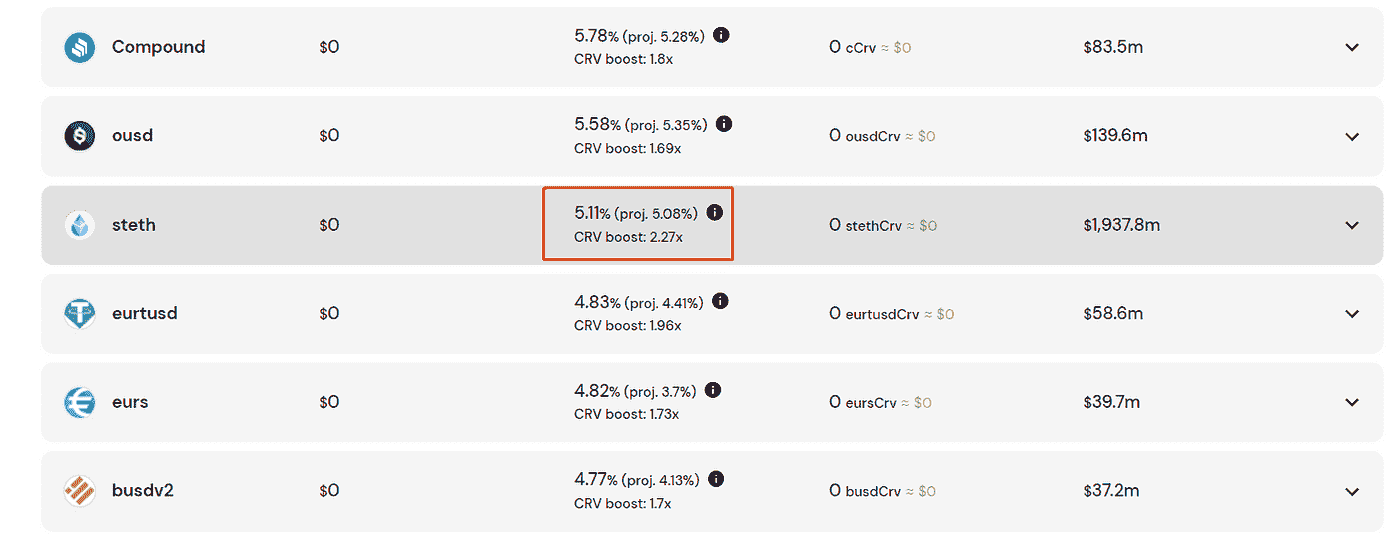 Compound $0 5.78% (proj. 5.28%) 0 cCrv ≈ $0 $83.5m
CRV boost: 1.8x
ousd $0 5.58% (proj. 5.35%) 0 ousdCrv ≈ $0 $139.6m
CRV boost: 1.69x
steth $0 5.11% (proj. 5.08%) 0 stethCrv ≈ $0 $1,937.8m
CRV boost: 2.27x
eurtusd $0 4.83% (proj. 4.41%) 0 eurtusdCrv ≈ $0 $58.6m
CRV boost: 1.96x
eurs $0 4.82% (proj. 3.7%) 0 eursCrv ≈ $0 $39.7m
CRV boost: 1.73x
busdv2 $0 4.77% (proj. 4.13%) 0 busdCrv ≈ $0 $37.2m
CRV boost: 1.7x